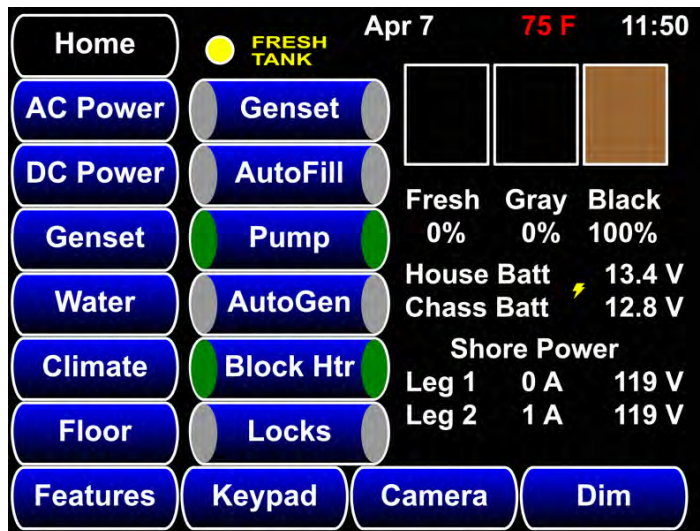 Home
FRESH
TANK
Apr 7 75 F 11:50
AC Power
DC Power
Genset
Water
Climate
Floor
Genset
AutoFill
Pump
AutoGen
Block Htr
Locks
Fresh Gray Black
0% 0% 100%
House Batt 13.4 V
Chass Batt 12.8 V
Shore Power
Leg 1 0 A 119 V
Leg 2 1 A 119 V
Features Keypad Camera Dim